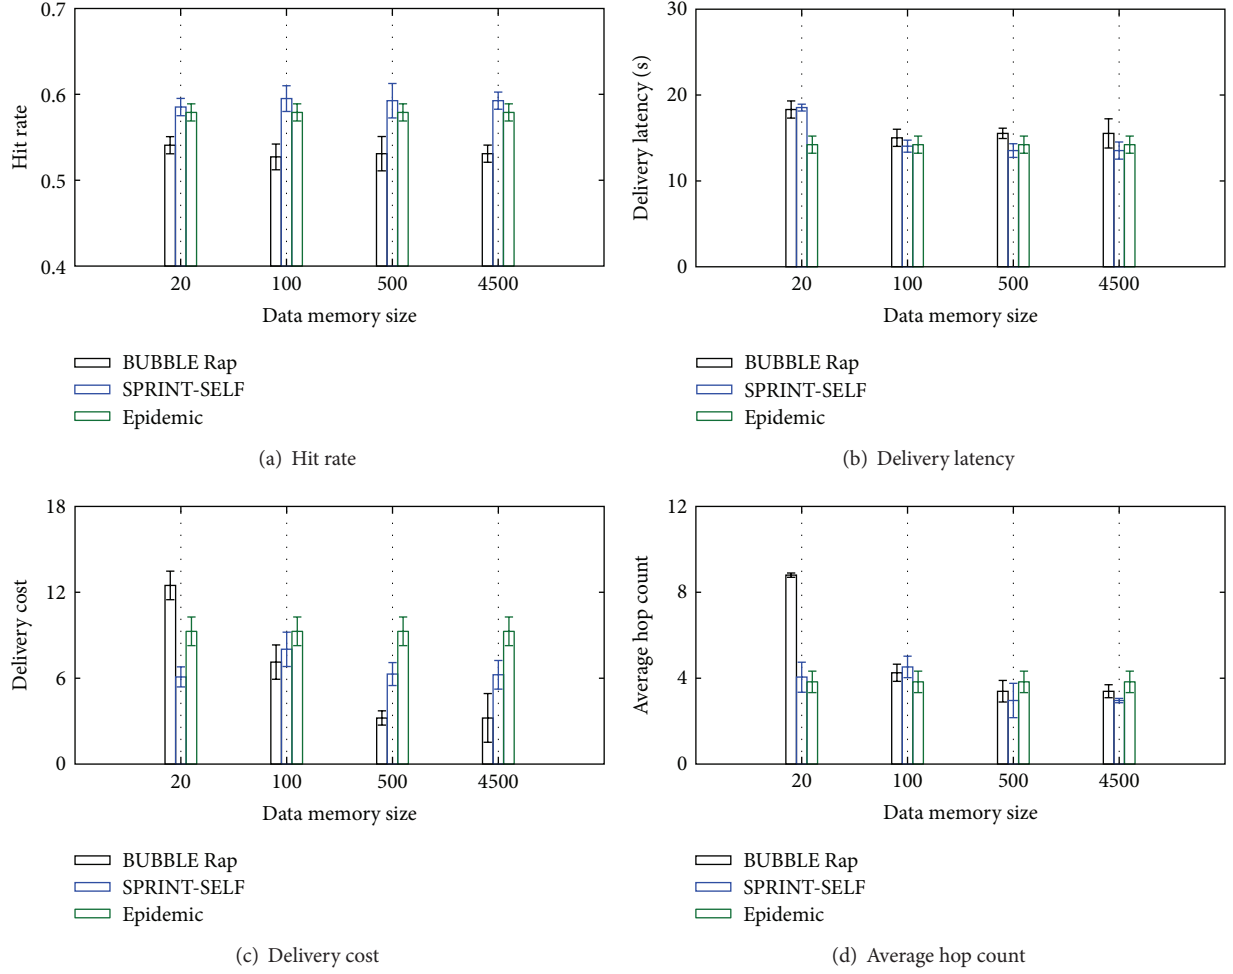 0.7
0.6
0.5
0.4
Hit rate
20 100 500 4500
Data memory size
BUBBLE Rap
SPRINT-SELF
Epidemic
(a) Hit rate
30
20
10
0
Delivery latency (s)
20 100 500 4500
Data memory size
BUBBLE Rap
SPRINT-SELF
Epidemic
(b) Delivery latency
18
12
6
0
Delivery cost
20 100 500 4500
Data memory size
BUBBLE Rap
SPRINT-SELF
Epidemic
(c) Delivery cost
12
8
4
0
Average hop count
20 100 500 4500
Data memory size
BUBBLE Rap
SPRINT-SELF
Epidemic
(d) Average hop count